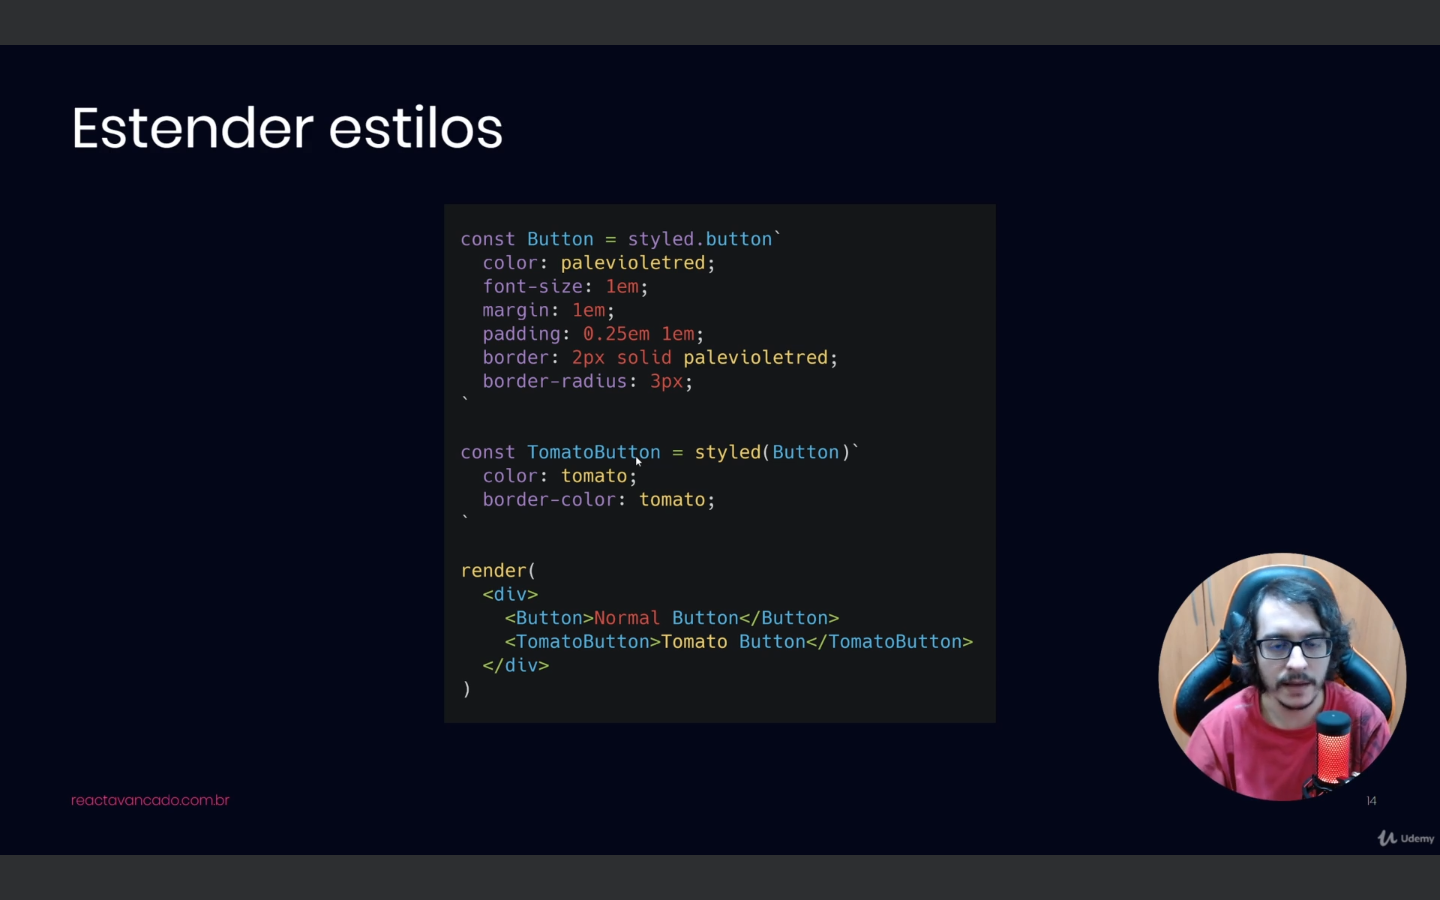 Estender estilos
const Button = styled.button`
  color: palevioletred;
  font-size: 1em;
  margin: 1em;
  padding: 0.25em 1em;
  border: 2px solid palevioletred;
  border-radius: 3px;
`
const TomatoButton = styled(Button)`
  color: tomato;
  border-color: tomato;
`
render(
  <div>
    <Button>Normal Button</Button>
    <TomatoButton>Tomato Button</TomatoButton>
  </div>
)
reactavancado.com.br
14
Udemy